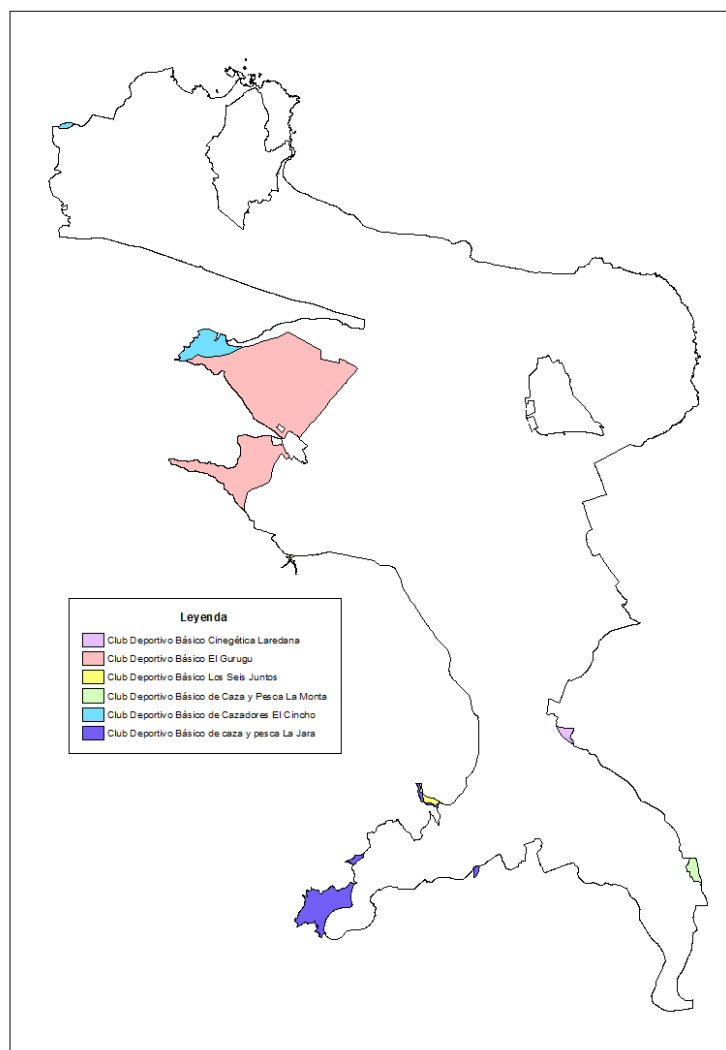 Leyenda
Club Deportivo Básico Cinegética Laredana
Club Deportivo Básico El Gurugu
Club Deportivo Básico Los Seis Juntos
Club Deportivo Básico de Caza y Pesca La Monta
Club Deportivo Básico de Cazadores El Cincho
Club Deportivo Básico de caza y pesca La Jara